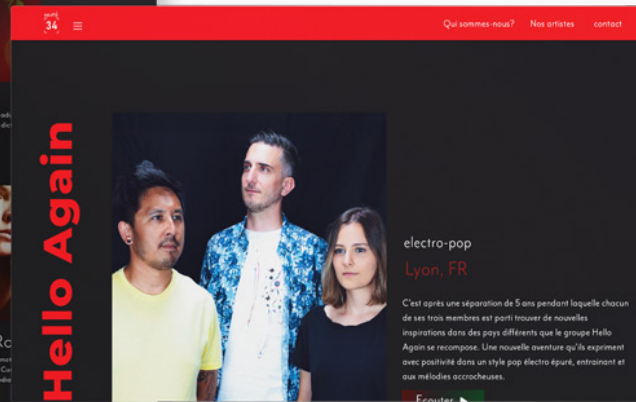 34
Qui sommes-nous?
Nos artistes
contact
Hello Again
electro-pop
Lyon, FR
C'est après une séparation de 5 ans pendant laquelle chacun
de ses trois membres est parti trouver de nouvelles
inspirations dans des pays différents que le groupe Hello
Again se recompose. Une nouvelle aventure qu'ils expriment
avec positivité dans un style pop électro épuré, entrainant et
aux mélodies accrocheuses.
Ecouter